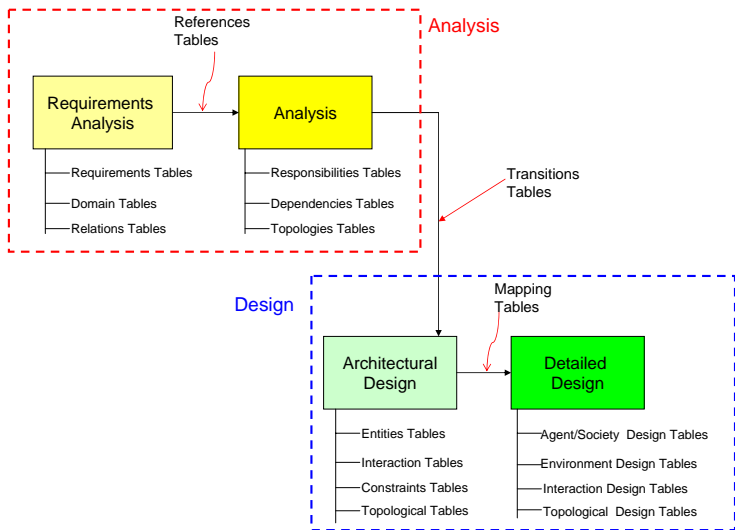 References
Tables
Analysis
Requirements
Analysis
Analysis
Requirements Tables
Domain Tables
Relations Tables
Responsibilities Tables
Dependencies Tables
Topologies Tables
Transitions
Tables
Design
Mapping
Tables
Architectural
Design
Detailed
Design
Entities Tables
Interaction Tables
Constraints Tables
Topological Tables
Agent/Society Design Tables
Environment Design Tables
Interaction Design Tables
Topological Design Tables